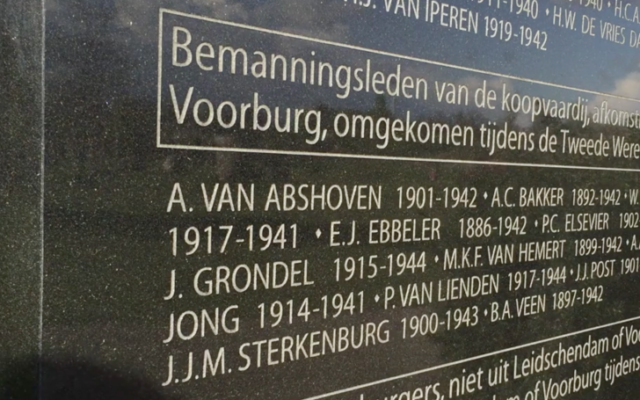 VAN IPEREN 1919-1942 • H.W. DE VRIES
Bemanningsleden van de koopvaardij, afkomst
Voorburg, omgekomen tijdens de Tweede Were
A. VAN ABSHOVEN 1901-1942 • A.C. BAKKER 1892-1942 • W.
1917-1941 • E.J. EBBELER 1886-1942 • P.C. ELSEVIER 1902
J. GRONDEL 1915-1944 • M.K.F. VAN HEMERT 1899-1942 • A.
JONG 1914-1941 • P. VAN LIENDEN 1917-1944 • J.J. POST 1901
J.J.M. STERKENBURG 1900-1943 • B.A. VEEN 1897-1942
burgers, niet uit Leidschendam of Voo
of Voorburg tijdens